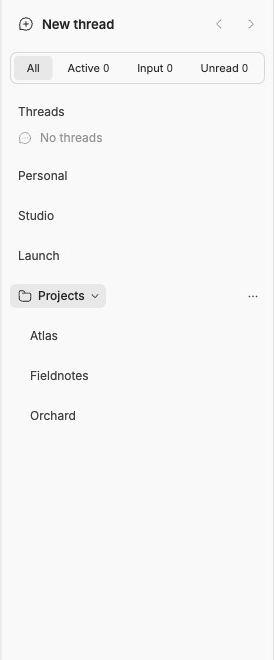 New thread
All Active 0 Input 0 Unread 0
Threads
No threads
Personal
Studio
Launch
Projects
Atlas
Fieldnotes
Orchard